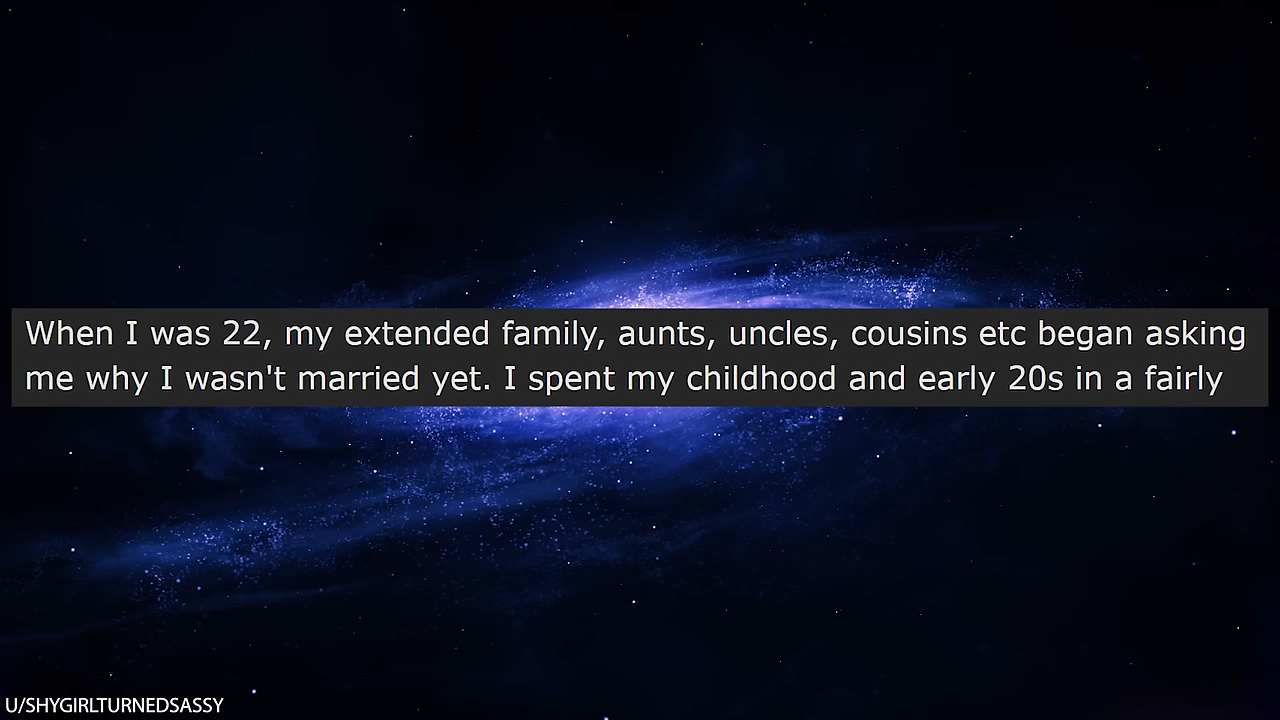 When I was 22, my extended family, aunts, uncles, cousins etc began asking
me why I wasn't married yet. I spent my childhood and early 20s in a fairly
U/SHYGIRLTURNEDSASSY